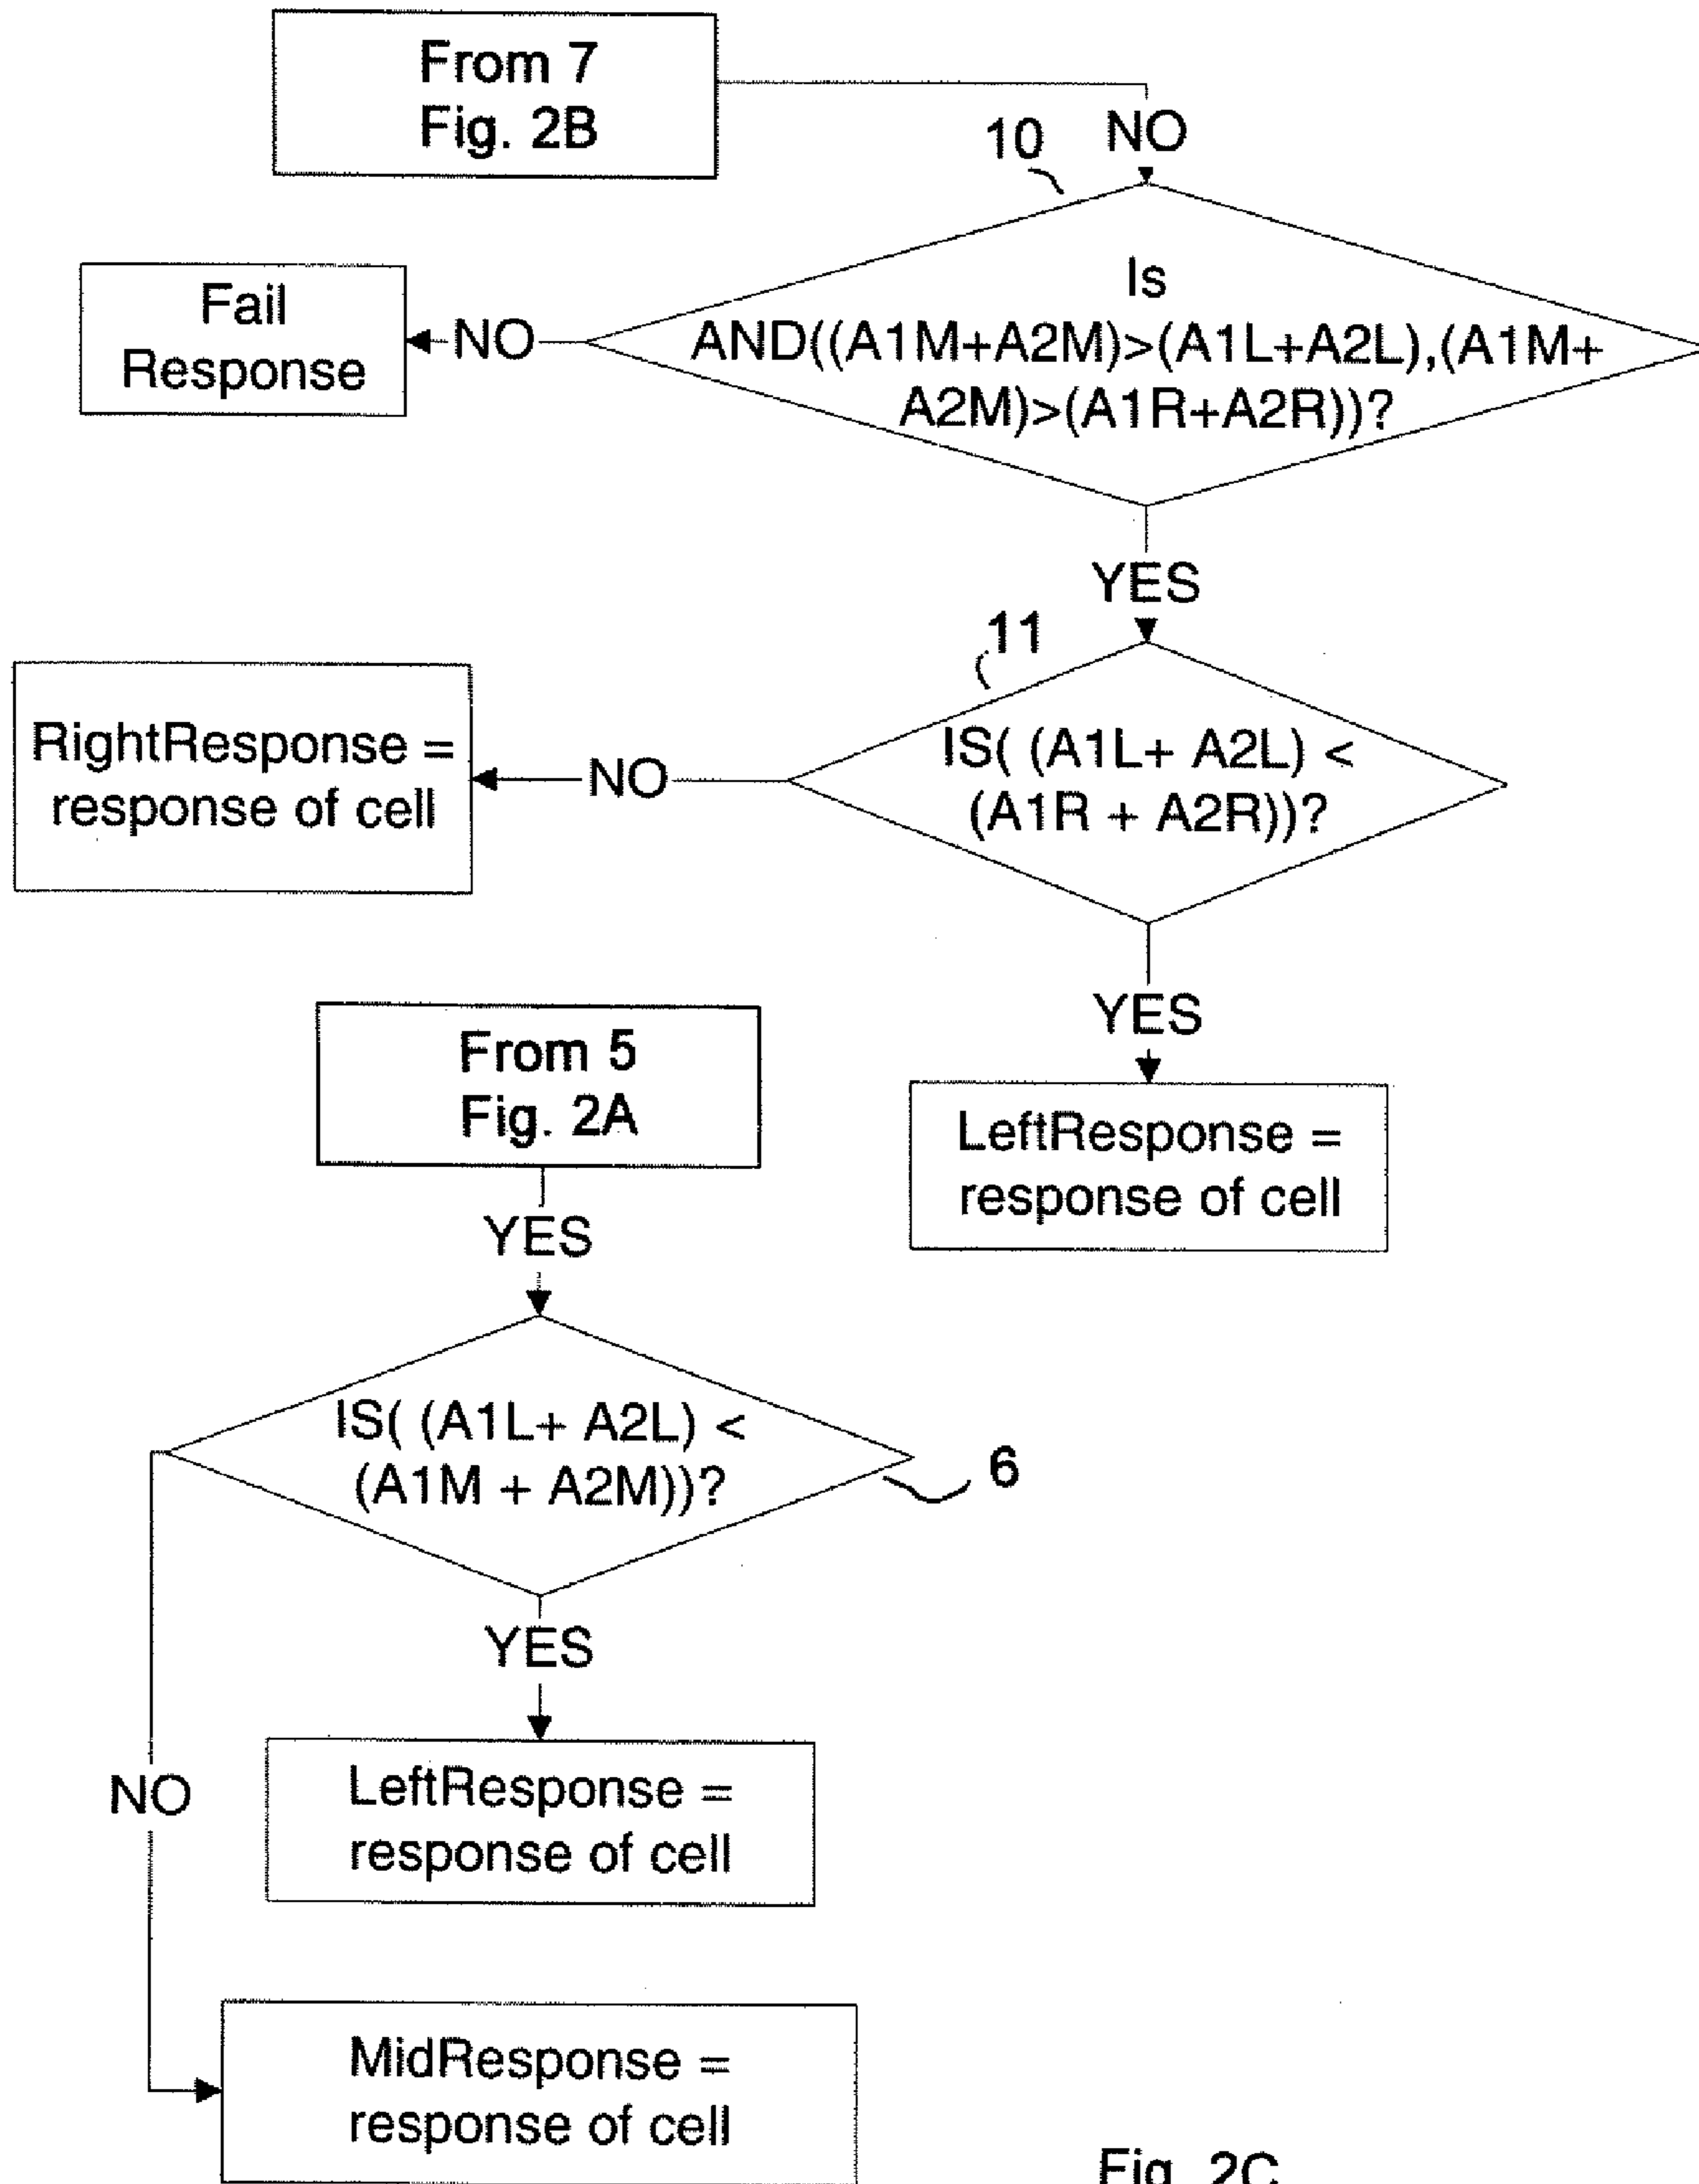 From 7
Fig. 2B
10
NO
Is
AND((A1M+A2M)>(A1L+A2L),(A1M+
A2M)>(A1R+A2R))?
NO
Fail
Response
YES
11
IS( (A1L+ A2L) <
(A1R + A2R))?
NO
RightResponse =
response of cell
YES
LeftResponse =
response of cell
From 5
Fig. 2A
YES
IS( (A1L+ A2L) <
(A1M + A2M))?
6
YES
LeftResponse =
response of cell
NO
MidResponse =
response of cell
Fig. 2C